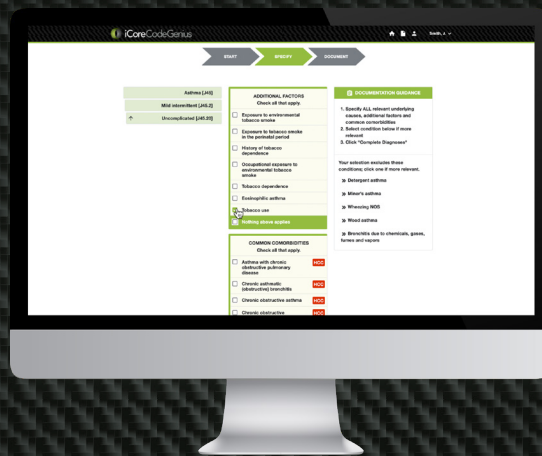 iCoreCodeGenius
Smith, J
START
SPECIFY
DOCUMENT
Asthma [J45]
Mild intermittent [J45.2]
Uncomplicated [J45.20]
ADDITIONAL FACTORS
Check all that apply.
Exposure to environmental
tobacco smoke
Exposure to tobacco smoke
in the perinatal period
History of tobacco
dependence
Occupational exposure to
environmental tobacco
smoke
Tobacco dependence
Eosinophilic asthma
Tobacco use
Nothing above applies
COMMON COMORBIDITIES
Check all that apply.
Asthma with chronic
obstructive pulmonary
disease
HCC
Chronic asthmatic
(obstructive) bronchitis
HCC
Chronic obstructive asthma
HCC
Chronic obstructive
HCC
DOCUMENTATION GUIDANCE
1. Specify ALL relevant underlying
causes, additional factors and
common comorbidities
2. Select condition below if more
relevant
3. Click "Complete Diagnoses"
Your selection excludes these
conditions; click one if more relevant.
» Detergent asthma
» Miner's asthma
» Wheezing NOS
» Wood asthma
» Bronchitis due to chemicals, gases,
fumes and vapors